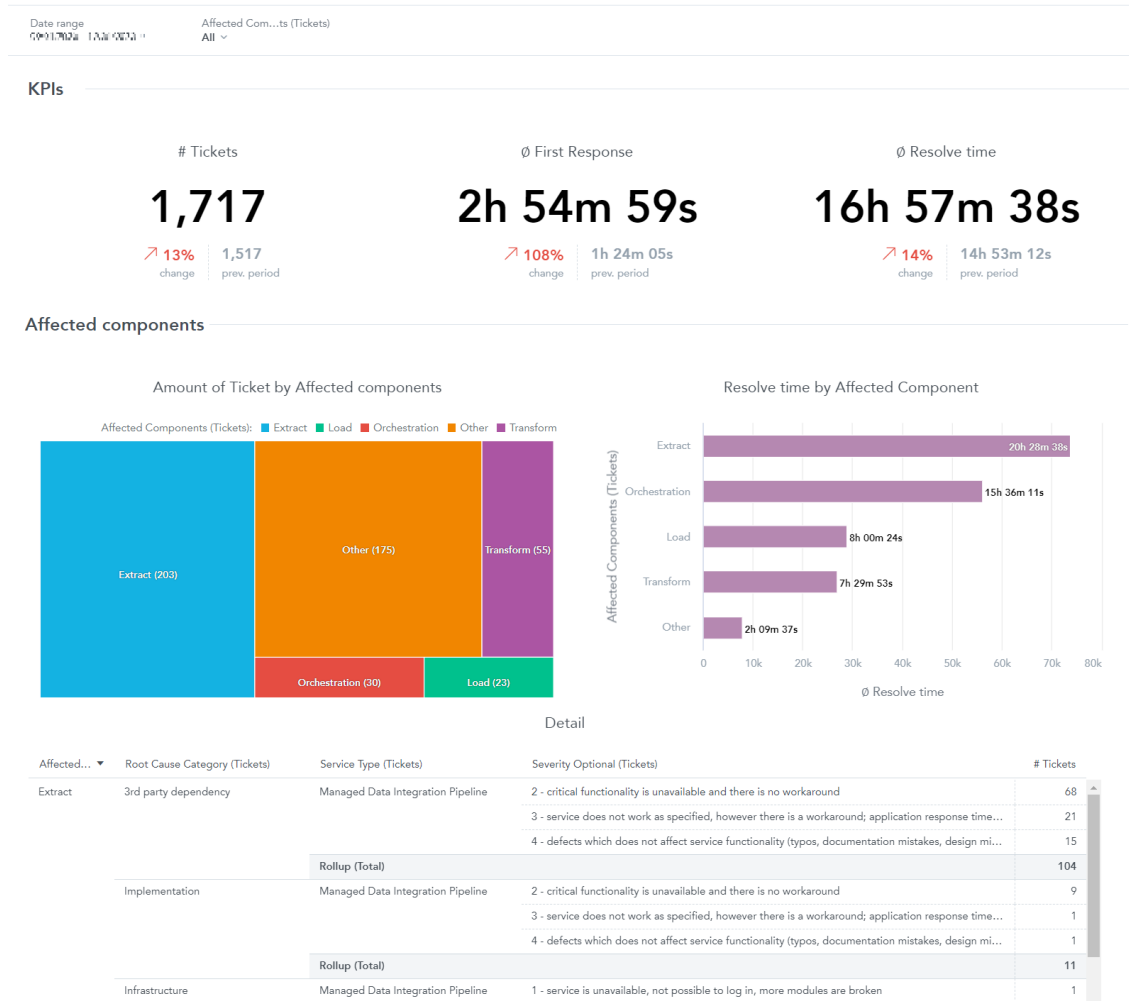 Date range
Affected Com...ts (Tickets)
All
KPIs
# Tickets
1,717
13%
change
1,517
prev. period
Ø First Response
2h 54m 59s
108%
change
1h 24m 05s
prev. period
Ø Resolve time
16h 57m 38s
14%
change
14h 53m 12s
prev. period
Affected components
Amount of Ticket by Affected components
Affected Components (Tickets): Extract Load Orchestration Other Transform
Extract (203)
Other (175)
Transform (55)
Orchestration (30)
Load (23)
Resolve time by Affected Component
Affected Components (Tickets)
Extract 20h 28m 38s
Orchestration 15h 36m 11s
Load 8h 00m 24s
Transform 7h 29m 53s
Other 2h 09m 37s
0 10k 20k 30k 40k 50k 60k 70k 80k
Ø Resolve time
Detail
Affected... Root Cause Category (Tickets) Service Type (Tickets) Severity Optional (Tickets) # Tickets
Extract 3rd party dependency Managed Data Integration Pipeline 2 - critical functionality is unavailable and there is no workaround 68
3 - service does not work as specified, however there is a workaround; application response time... 21
4 - defects which does not affect service functionality (typos, documentation mistakes, design mi... 15
Rollup (Total) 104
Implementation Managed Data Integration Pipeline 2 - critical functionality is unavailable and there is no workaround 9
3 - service does not work as specified, however there is a workaround; application response time... 1
4 - defects which does not affect service functionality (typos, documentation mistakes, design mi... 1
Rollup (Total) 11
Infrastructure Managed Data Integration Pipeline 1 - service is unavailable, not possible to log in, more modules are broken 1